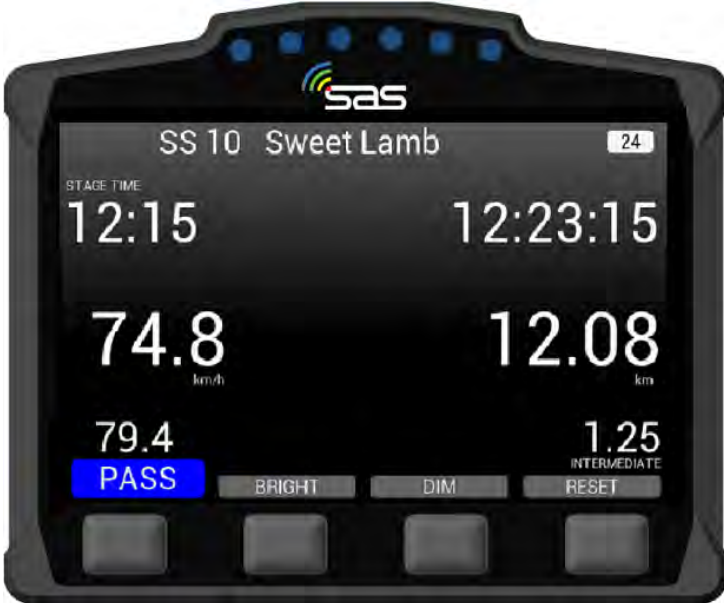 sas
SS 10 Sweet Lamb 24
STAGE TIME
12:15 12:23:15
74.8 12.08
km/h km
79.4 1.25
INTERMEDIATE
PASS BRIGHT DIM RESET